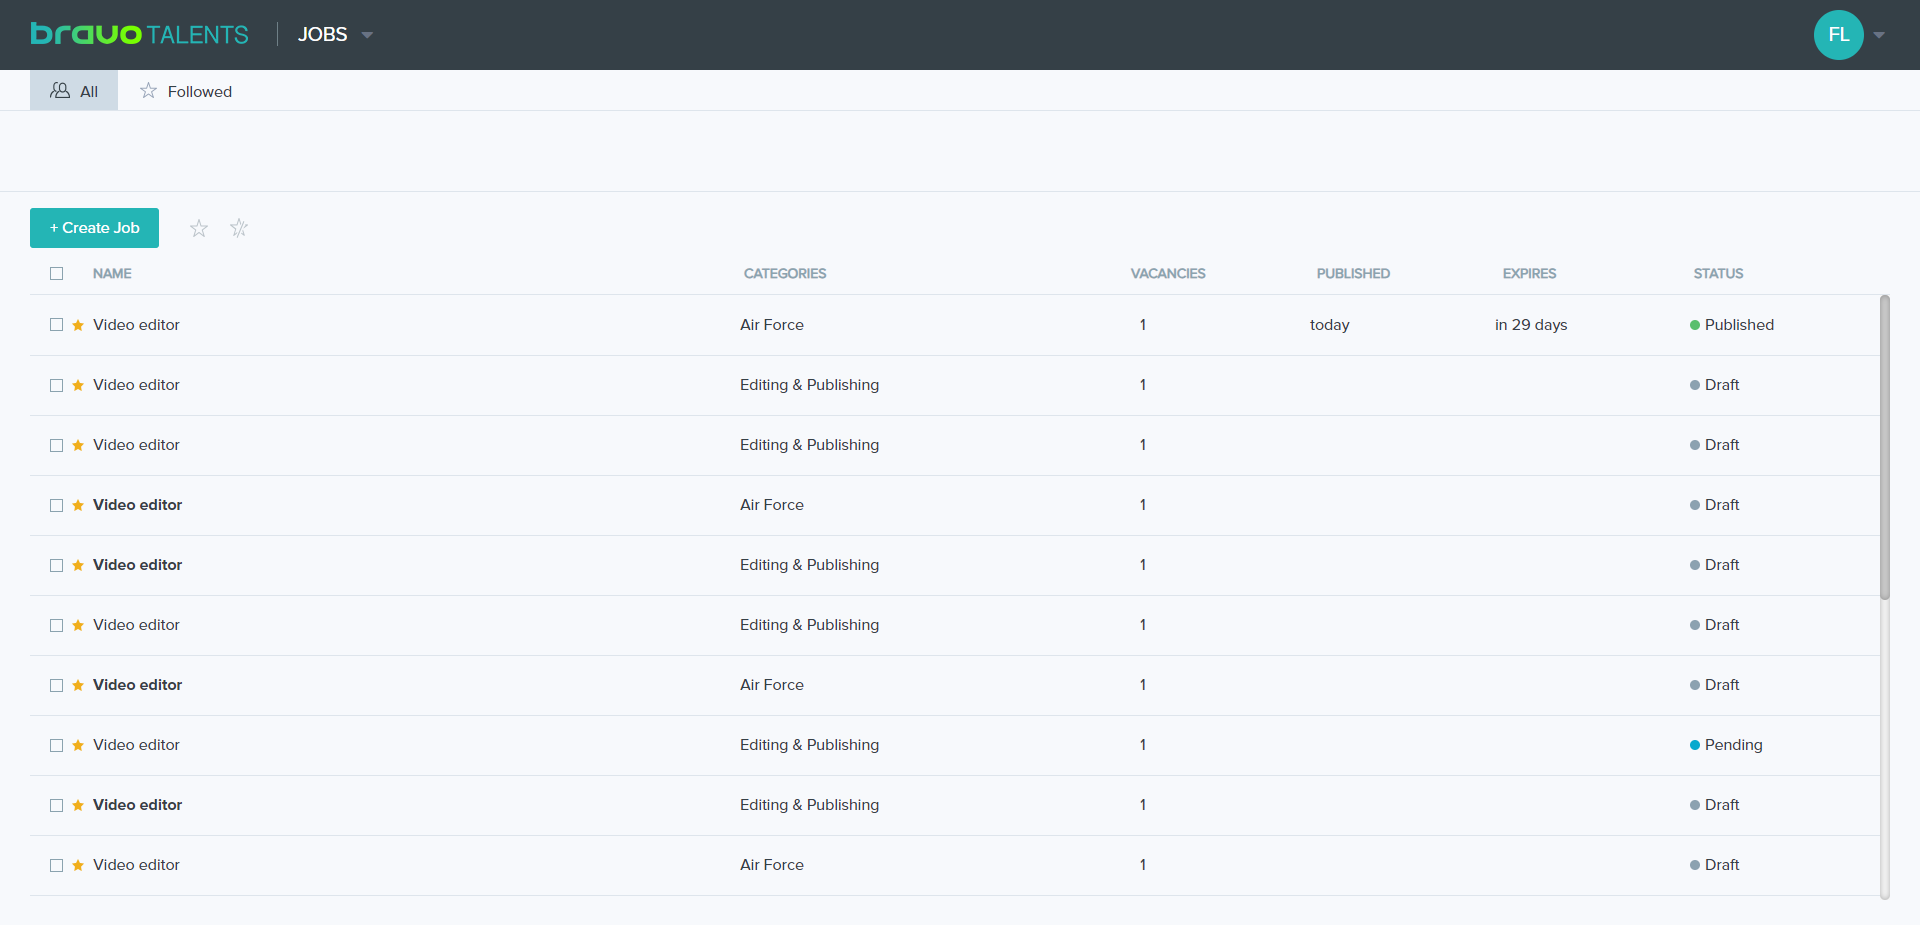 bravo TALENTS JOBS FL
All Followed
+ Create Job
NAME CATEGORIES VACANCIES PUBLISHED EXPIRES STATUS
Video editor Air Force 1 today in 29 days Published
Video editor Editing & Publishing 1 Draft
Video editor Editing & Publishing 1 Draft
Video editor Air Force 1 Draft
Video editor Editing & Publishing 1 Draft
Video editor Editing & Publishing 1 Draft
Video editor Air Force 1 Draft
Video editor Editing & Publishing 1 Pending
Video editor Editing & Publishing 1 Draft
Video editor Air Force 1 Draft